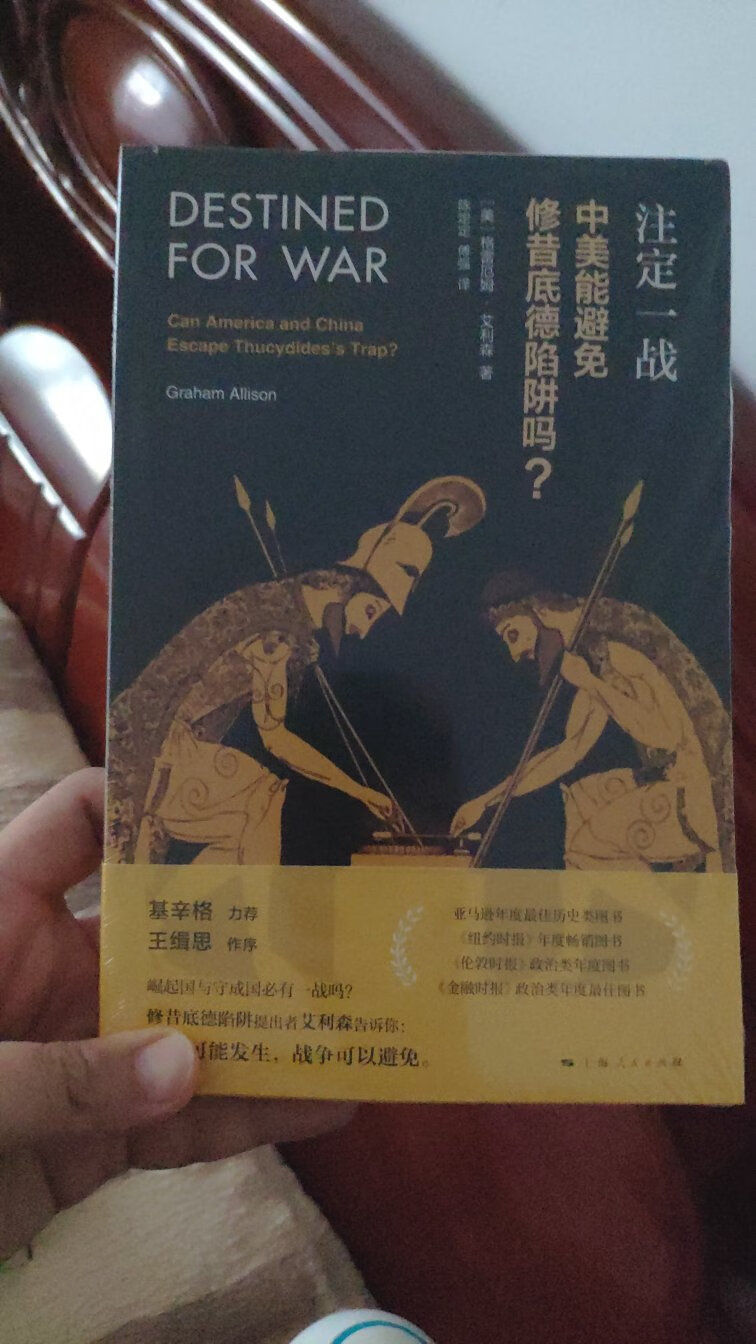 DESTINED
FOR WAR
Can America and China
Escape Thucydides's Trap?
Graham Allison
注定一战
中美能避免
修昔底德陷阱吗？
〔美〕格雷厄姆·艾利森 著
陈定定 傅强 译
基辛格 力荐
王缉思 作序
崛起国与守成国必有一战吗？
修昔底德陷阱提出者艾利森告诉你：
可能发生，战争可以避免。
亚马逊年度最佳历史类图书
《纽约时报》年度畅销图书
《伦敦时报》政治类年度图书
《金融时报》政治类年度最佳图书
上海人民出版社